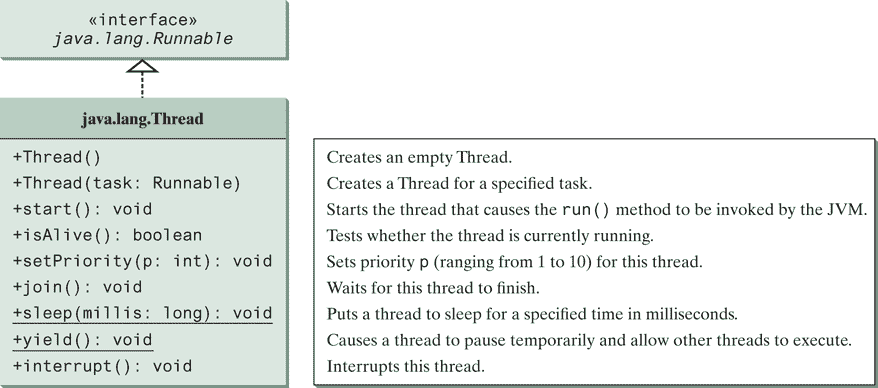 «interface»
java.lang.Runnable
java.lang.Thread
+Thread()
Creates an empty Thread.
+Thread(task: Runnable)
Creates a Thread for a specified task.
+start(): void
Starts the thread that causes the run() method to be invoked by the JVM.
+isAlive(): boolean
Tests whether the thread is currently running.
+setPriority(p: int): void
Sets priority p (ranging from 1 to 10) for this thread.
+join(): void
Waits for this thread to finish.
+sleep(millis: long): void
Puts a thread to sleep for a specified time in milliseconds.
+yield(): void
Causes a thread to pause temporarily and allow other threads to execute.
+interrupt(): void
Interrupts this thread.